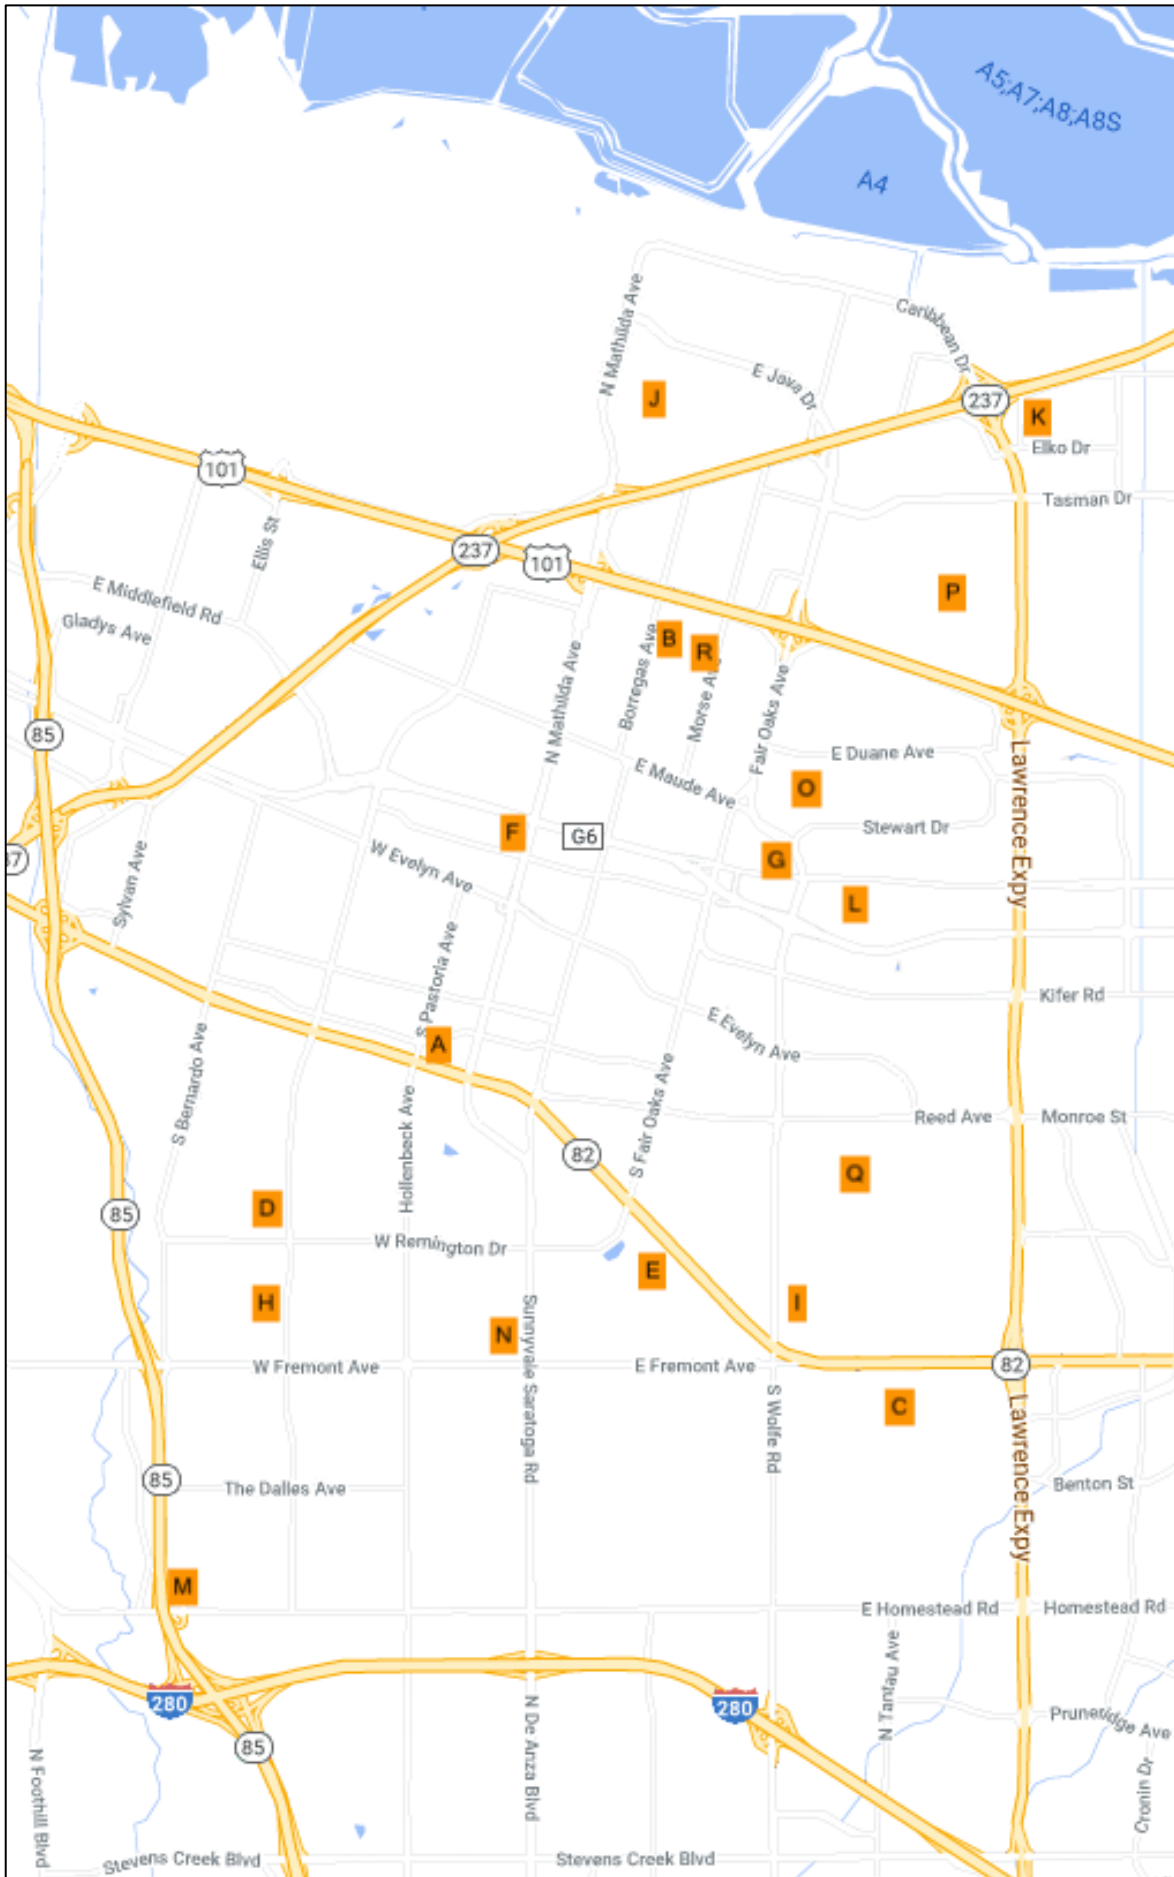 A5;A7;A8;A8S
A4
Caribbean Dr
N Mathilda Ave
E Java Dr
J
237
K
Elko Dr
101
Tasman Dr
Ellis St
237
101
E Middlefield Rd
P
Gladys Ave
B
R
Borregas Ave
Morse Ave
N Mathilda Ave
Fair Oaks Ave
85
E Duane Ave
E Maude Ave
O
Lawrence Expy
F
G6
Stewart Dr
W Evelyn Ave
G
Sylvan Ave
L
S Pastoria Ave
Kifer Rd
E Evelyn Ave
A
S Bernardo Ave
Hollenbeck Ave
S Fair Oaks Ave
Reed Ave
Monroe St
82
Q
85
D
W Remington Dr
E
H
I
N
Sunnyvale Saratoga Rd
W Fremont Ave
E Fremont Ave
82
C
S Wolfe Rd
Lawrence Expy
85
The Dalles Ave
Benton St
M
E Homestead Rd
Homestead Rd
N Tantau Ave
280
280
Pruneridge Ave
85
N De Anza Blvd
N Foothill Blvd
Cronin Dr
Stevens Creek Blvd
Stevens Creek Blvd